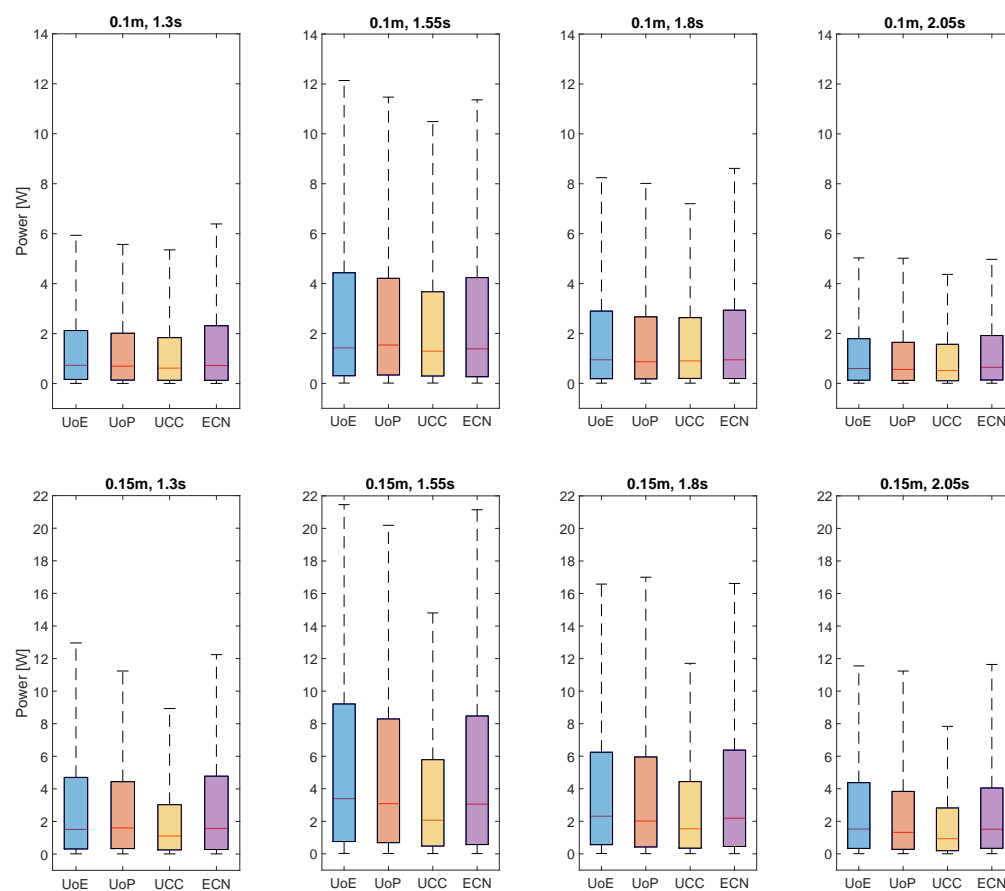 0.1m, 1.3s
0.1m, 1.55s
0.1m, 1.8s
0.1m, 2.05s
14 14 14 14
12 12 12 12
10 10 10 10
8 8 8 8
6 6 6 6
4 4 4 4
2 2 2 2
0 0 0 0
Power [W]
UoE UoP UCC ECN
UoE UoP UCC ECN
UoE UoP UCC ECN
UoE UoP UCC ECN
0.15m, 1.3s
0.15m, 1.55s
0.15m, 1.8s
0.15m, 2.05s
22 22 22 22
20 20 20 20
18 18 18 18
16 16 16 16
14 14 14 14
12 12 12 12
10 10 10 10
8 8 8 8
6 6 6 6
4 4 4 4
2 2 2 2
0 0 0 0
Power [W]
UoE UoP UCC ECN
UoE UoP UCC ECN
UoE UoP UCC ECN
UoE UoP UCC ECN